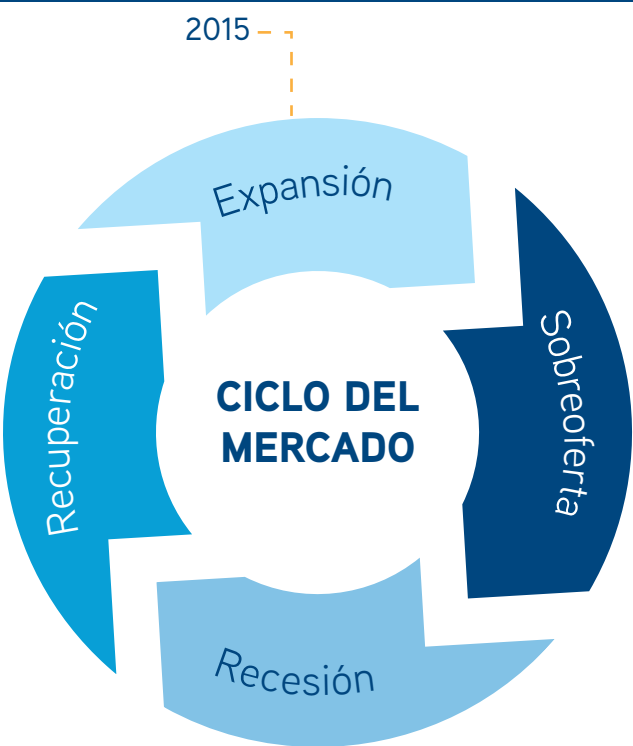 2015
Expansión
Sobreoferta
CICLO DEL
MERCADO
Recuperación
Recesión